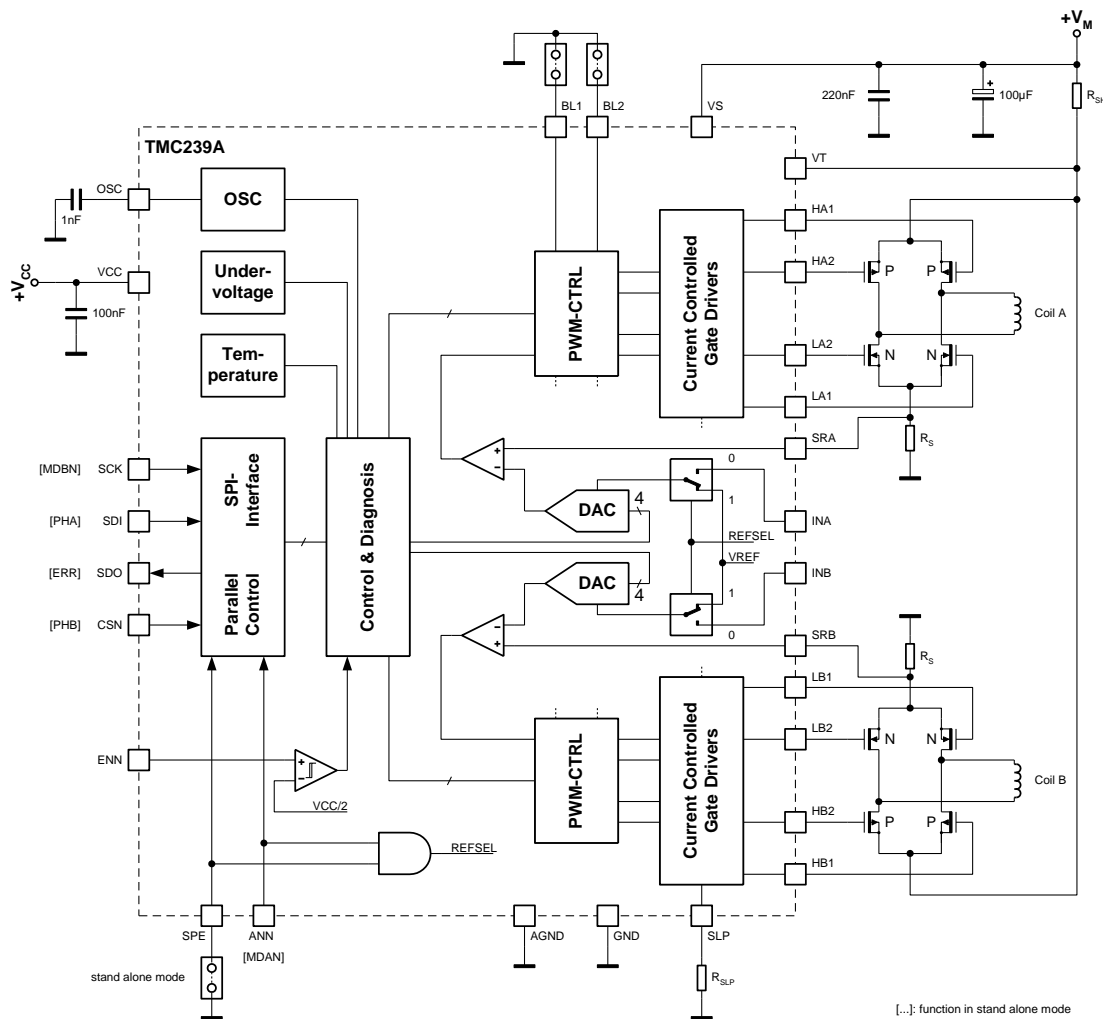 +VM
BL1
BL2
VS
220nF
+
100µF
RSH
TMC239A
VT
OSC
1nF
OSC
HA1
+VCC
VCC
100nF
Under-
voltage
PWM-CTRL
Current Controlled
Gate Drivers
HA2
P
P
Coil A
Tem-
perature
LA2
N
N
LA1
SRA
RS
+
-
0
1
[MDBN] SCK
SPI-
Interface
Control & Diagnosis
DAC
4
[PHA] SDI
INA
REFSEL
VREF
[ERR] SDO
INB
DAC
4
1
0
[PHB] CSN
Parallel
Control
-
+
SRB
RS
LB1
PWM-CTRL
Current Controlled
Gate Drivers
LB2
N
N
ENN
+
-
VCC/2
Coil B
HB2
P
P
REFSEL
HB1
SPE
ANN
[MDAN]
AGND
GND
SLP
stand alone mode
RSLP
[...]: function in stand alone mode